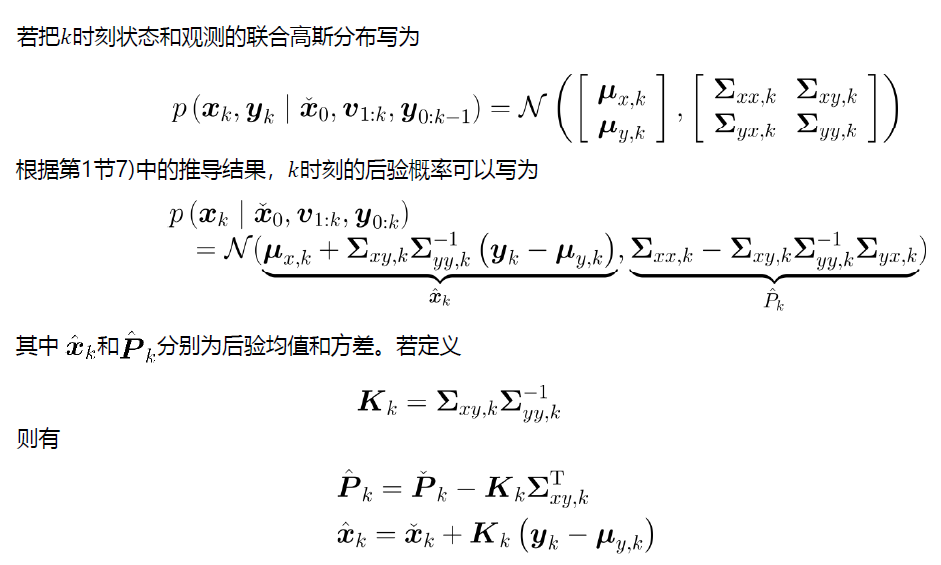 若把$k$时刻状态和观测的联合高斯分布写为
$p\left(\boldsymbol{x}_k, \boldsymbol{y}_k \mid \check{\boldsymbol{x}}_0, \boldsymbol{v}_{1:k}, \boldsymbol{y}_{0:k-1}\right) = \mathcal{N}\left(\left[\begin{array}{c}\boldsymbol{\mu}_{x,k} \\ \boldsymbol{\mu}_{y,k}\end{array}\right], \left[\begin{array}{cc}\boldsymbol{\Sigma}_{xx,k} & \boldsymbol{\Sigma}_{xy,k} \\ \boldsymbol{\Sigma}_{yx,k} & \boldsymbol{\Sigma}_{yy,k}\end{array}\right]\right)$
根据第1节7)中的推导结果，$k$时刻的后验概率可以写为
$p\left(\boldsymbol{x}_k \mid \check{\boldsymbol{x}}_0, \boldsymbol{v}_{1:k}, \boldsymbol{y}_{0:k}\right)$
$= \mathcal{N}(\underbrace{\boldsymbol{\mu}_{x,k} + \boldsymbol{\Sigma}_{xy,k}\boldsymbol{\Sigma}_{yy,k}^{-1}\left(\boldsymbol{y}_k - \boldsymbol{\mu}_{y,k}\right)}_{\hat{\boldsymbol{x}}_k}, \underbrace{\boldsymbol{\Sigma}_{xx,k} - \boldsymbol{\Sigma}_{xy,k}\boldsymbol{\Sigma}_{yy,k}^{-1}\boldsymbol{\Sigma}_{yx,k}}_{\hat{P}_k})$
其中 $\hat{\boldsymbol{x}}_k$和$\hat{\boldsymbol{P}}_k$分别为后验均值和方差。若定义
$\boldsymbol{K}_k = \boldsymbol{\Sigma}_{xy,k}\boldsymbol{\Sigma}_{yy,k}^{-1}$
则有
$\hat{\boldsymbol{P}}_k = \check{\boldsymbol{P}}_k - \boldsymbol{K}_k\boldsymbol{\Sigma}_{xy,k}^{\mathrm{T}}$
$\hat{\boldsymbol{x}}_k = \check{\boldsymbol{x}}_k + \boldsymbol{K}_k\left(\boldsymbol{y}_k - \boldsymbol{\mu}_{y,k}\right)$